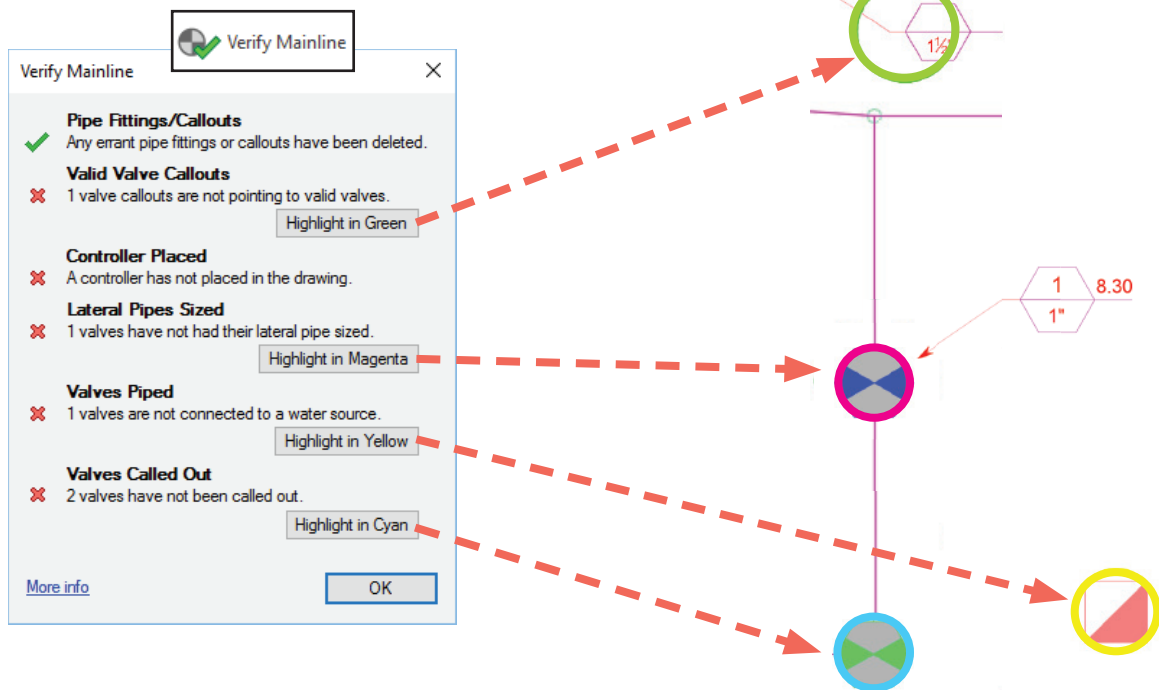 Verify Mainline
Verify Mainline
Pipe Fittings/Callouts
Any errant pipe fittings or callouts have been deleted.
Valid Valve Callouts
1 valve callouts are not pointing to valid valves.
Highlight in Green
Controller Placed
A controller has not placed in the drawing.
Lateral Pipes Sized
1 valves have not had their lateral pipe sized.
Highlight in Magenta
Valves Piped
1 valves are not connected to a water source.
Highlight in Yellow
Valves Called Out
2 valves have not been called out.
Highlight in Cyan
More info
OK
1½"
1 8.30
1"